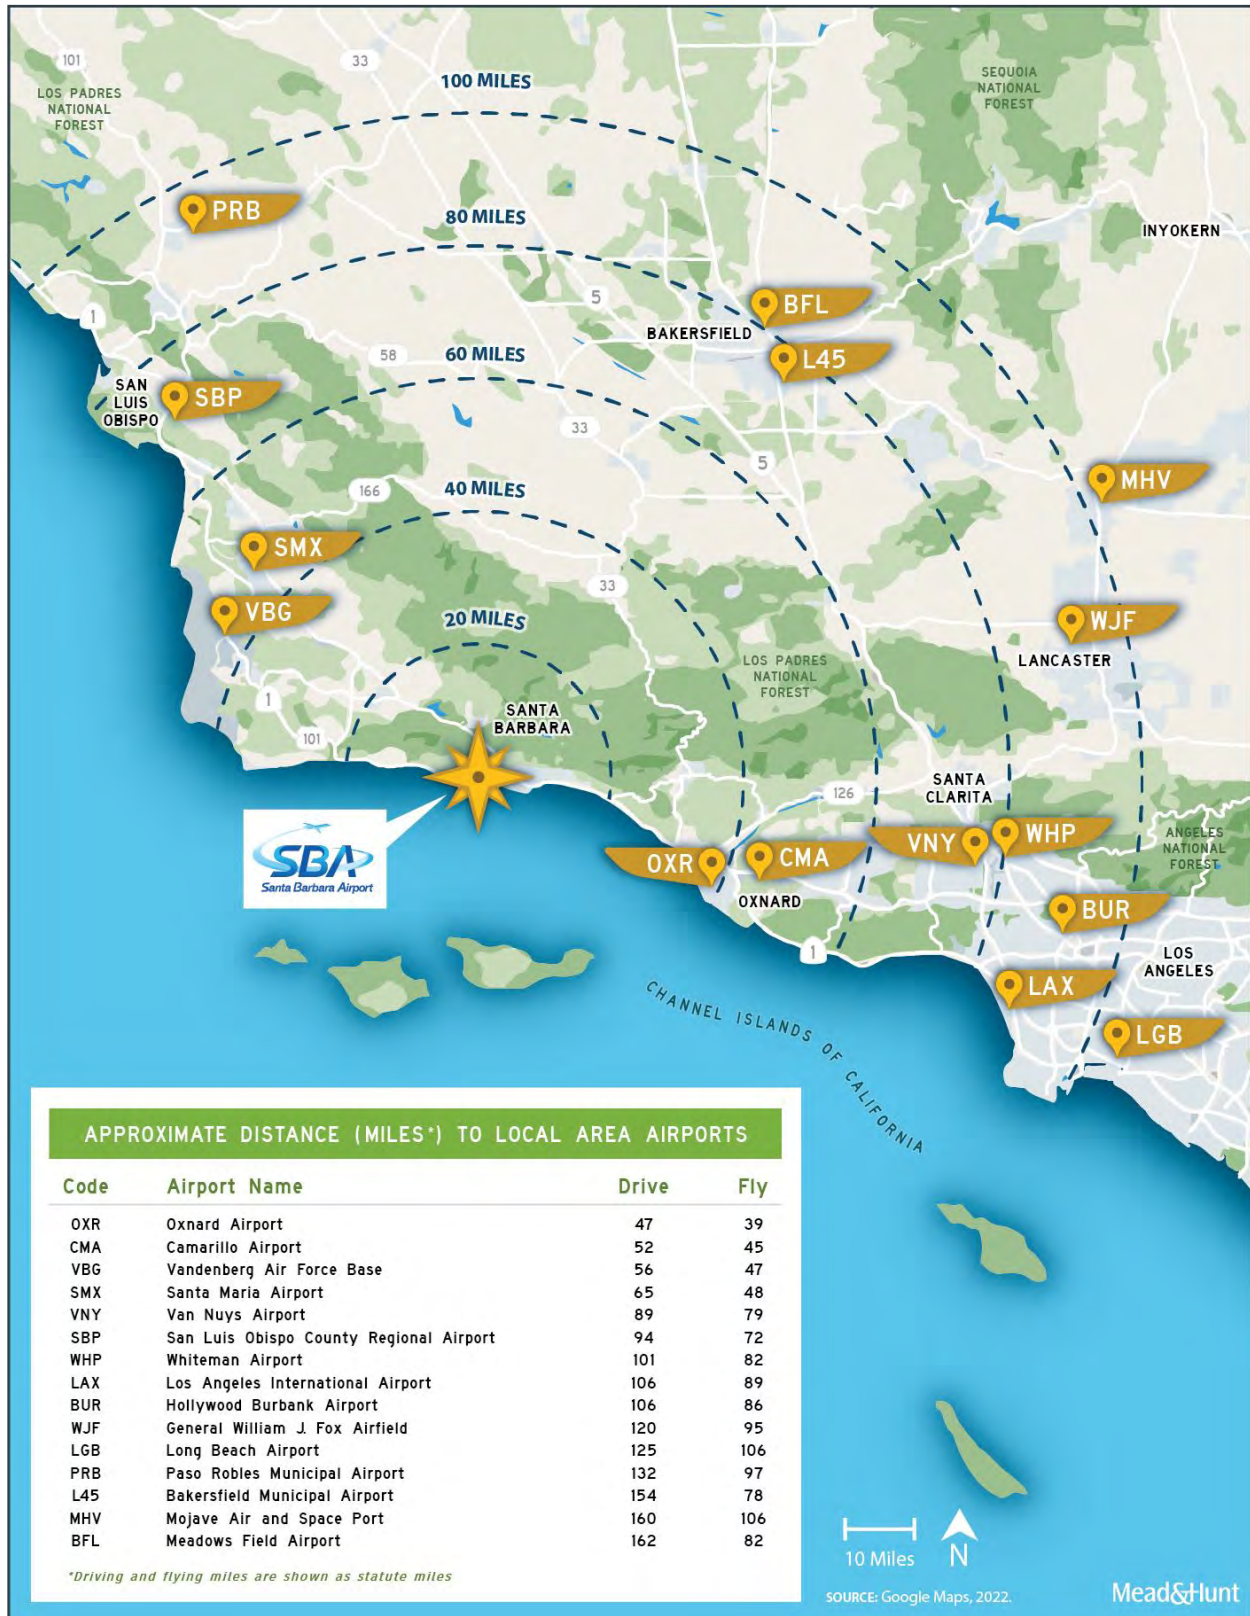 100 MILES
101
33
LOS PADRES
NATIONAL
FOREST
SEQUOIA
NATIONAL
FOREST
PRB
80 MILES
INYOKERN
1
5
BFL
BAKERSFIELD
58
60 MILES
L45
SAN
LUIS
OBISPO
SBP
33
5
MHV
166
40 MILES
SMX
33
VBG
20 MILES
WJF
LANCASTER
LOS PADRES
NATIONAL
FOREST
1
101
SANTA
BARBARA
SANTA
CLARITA
126
SBA
Santa Barbara Airport
OXR
CMA
VNY
WHP
ANGELES
NATIONAL
FOREST
OXNARD
BUR
1
LOS
ANGELES
LAX
LGB
CHANNEL ISLANDS OF CALIFORNIA
APPROXIMATE DISTANCE (MILES*) TO LOCAL AREA AIRPORTS
Code Airport Name Drive Fly
OXR Oxnard Airport 47 39
CMA Camarillo Airport 52 45
VBG Vandenberg Air Force Base 56 47
SMX Santa Maria Airport 65 48
VNY Van Nuys Airport 89 79
SBP San Luis Obispo County Regional Airport 94 72
WHP Whiteman Airport 101 82
LAX Los Angeles International Airport 106 89
BUR Hollywood Burbank Airport 106 86
WJF General William J. Fox Airfield 120 95
LGB Long Beach Airport 125 106
PRB Paso Robles Municipal Airport 132 97
L45 Bakersfield Municipal Airport 154 78
MHV Mojave Air and Space Port 160 106
BFL Meadows Field Airport 162 82
*Driving and flying miles are shown as statute miles
10 Miles
N
SOURCE: Google Maps, 2022.
Mead&Hunt